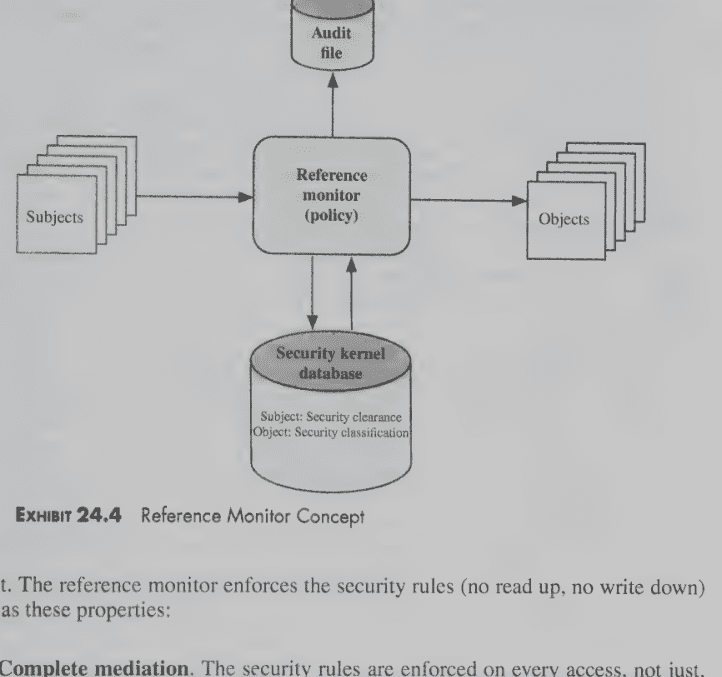 Audit
file
Reference
monitor
(policy)
Subjects
Objects
Security kernel
database
Subject: Security clearance
Object: Security classification
EXHIBIT 24.4 Reference Monitor Concept
t. The reference monitor enforces the security rules (no read up, no write down)
as these properties:
Complete mediation. The security rules are enforced on every access, not just,